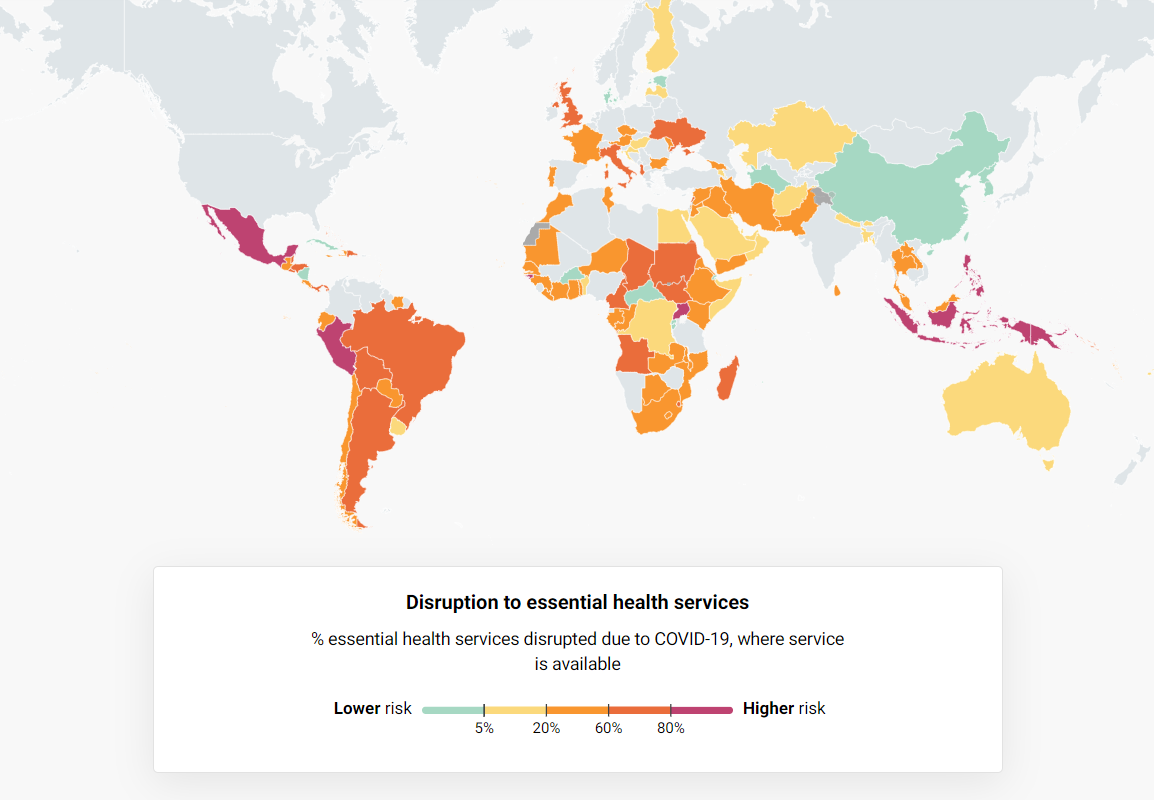 Disruption to essential health services
% essential health services disrupted due to COVID-19, where service
is available
Lower risk
Higher risk
5%
20%
60%
80%